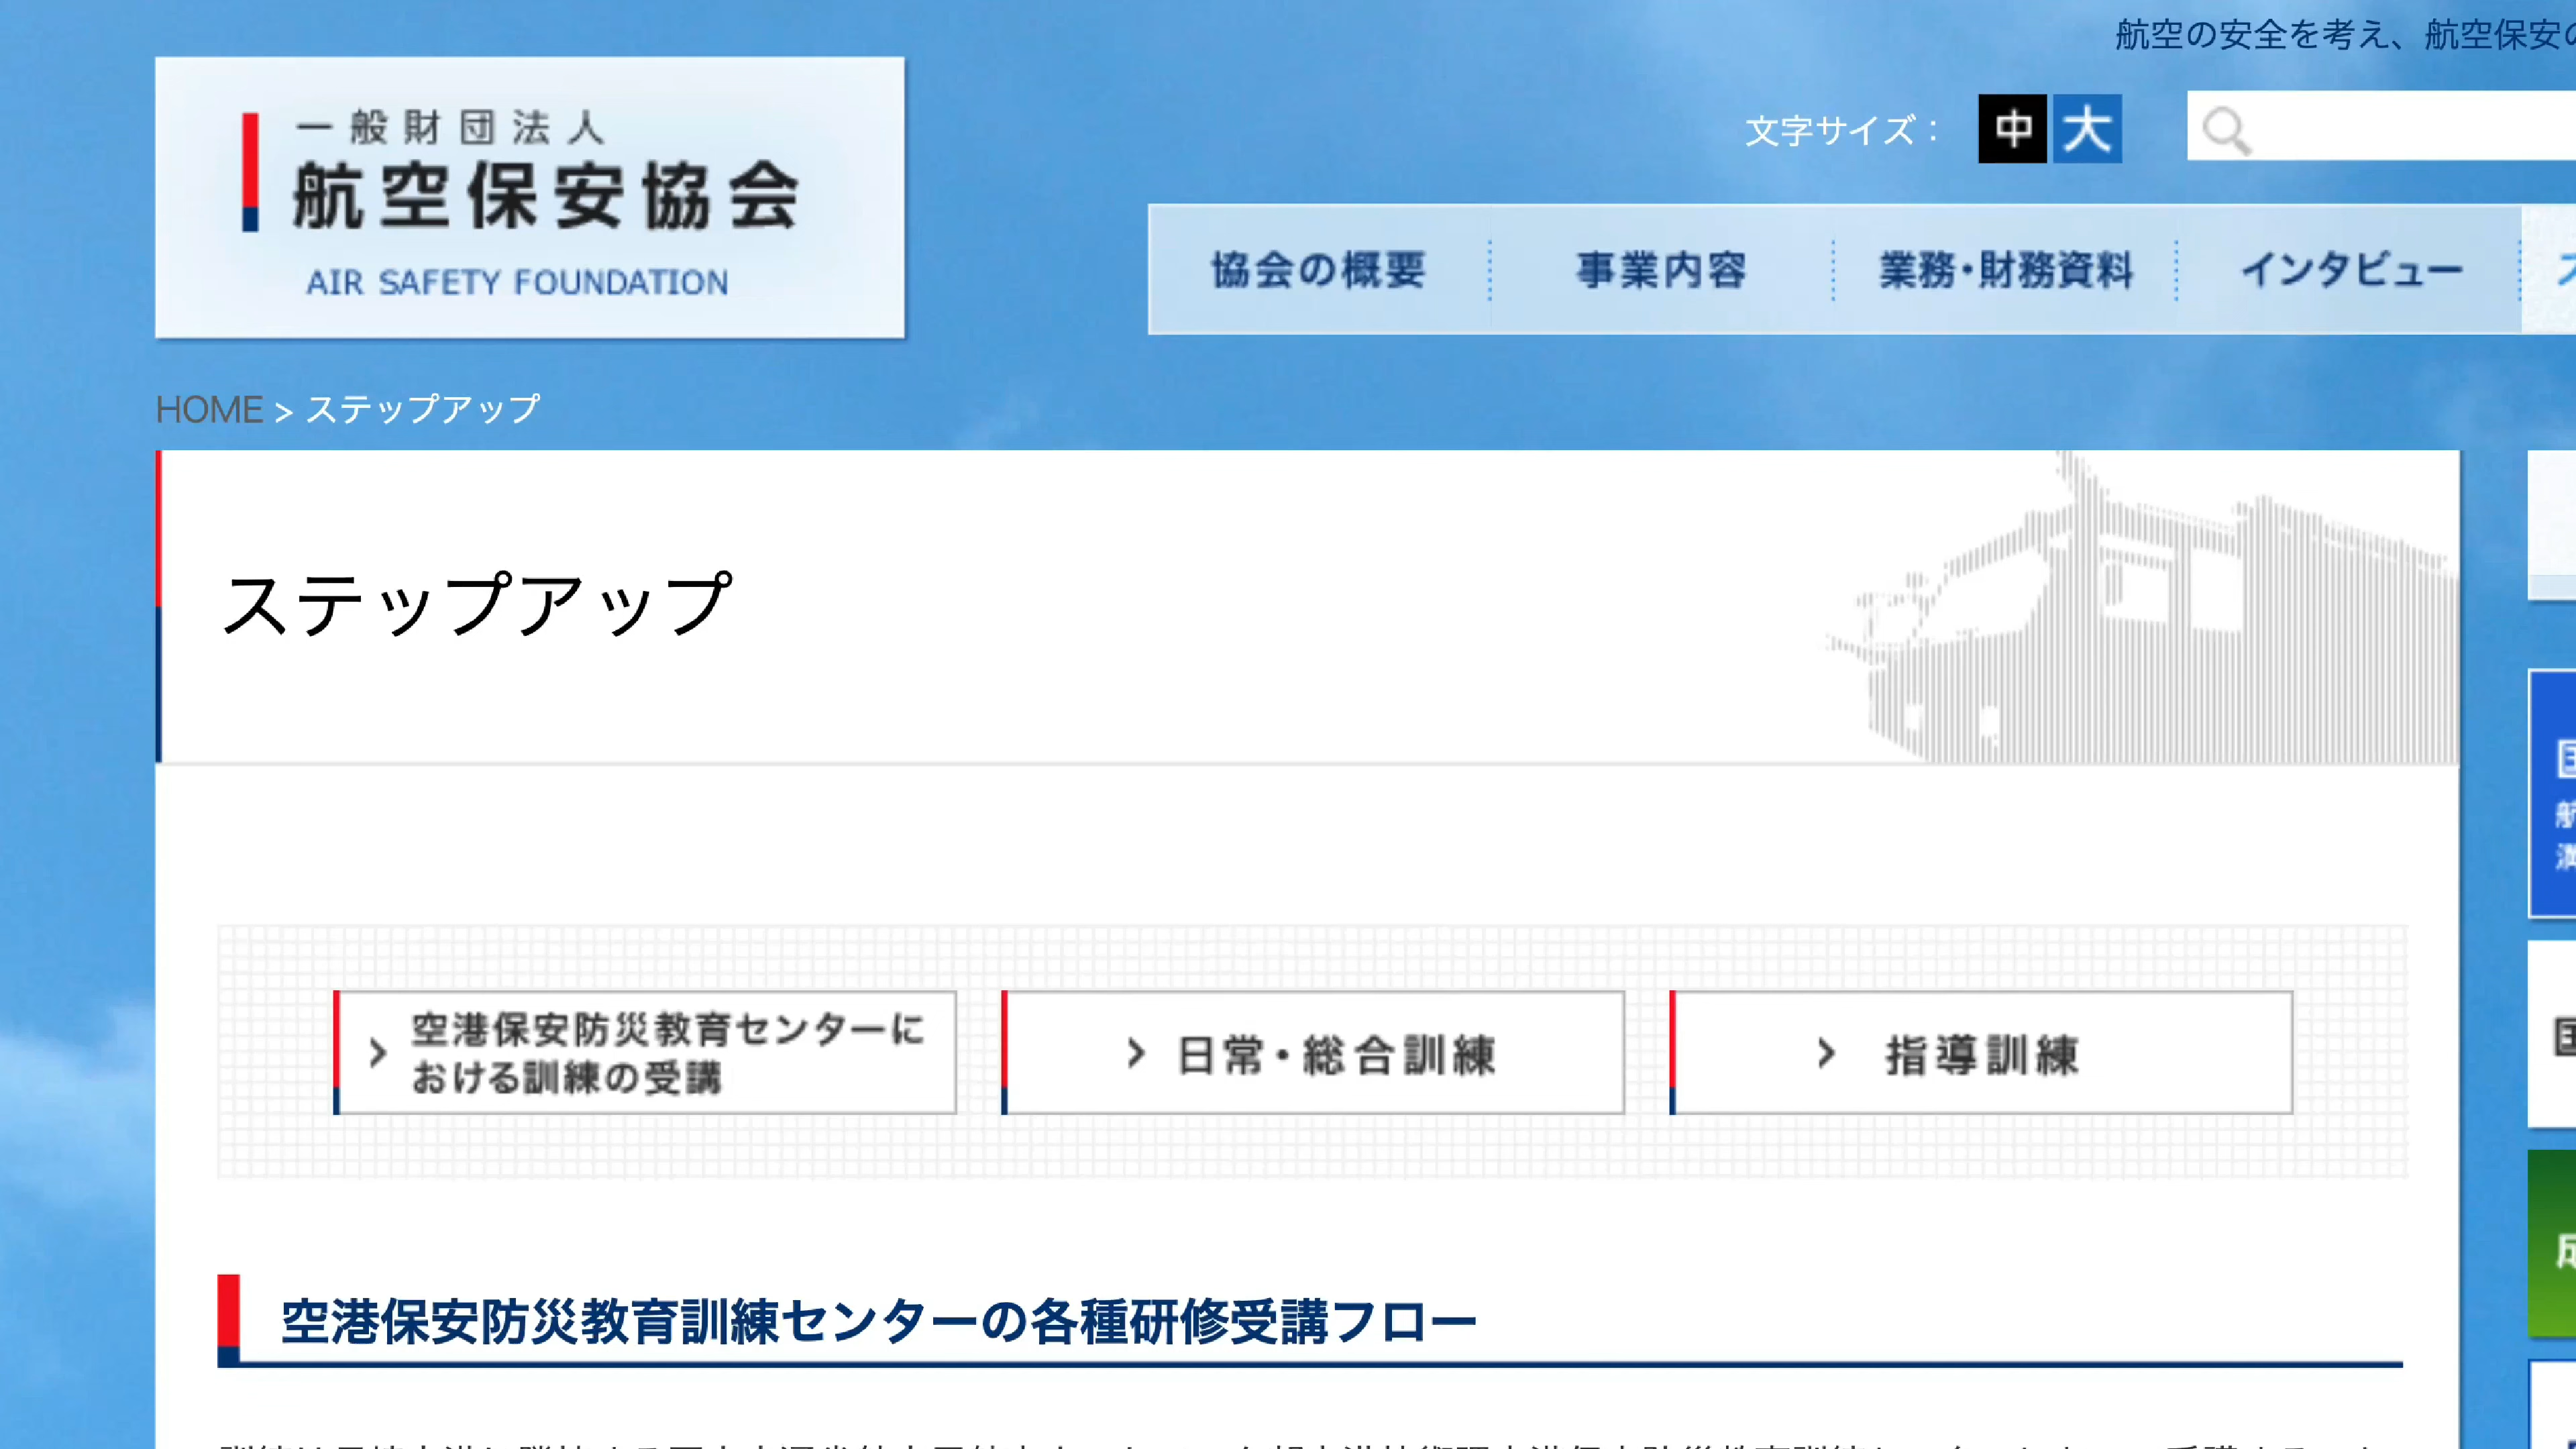 航空の安全を考え、航空保安
一般財団法人
航空保安協会
AIR SAFETY FOUNDATION
文字サイズ：
中 大
協会の概要 事業内容 業務・財務資料 インタビュー
HOME > ステップアップ
ステップアップ
空港保安防災教育センターに
おける訓練の受講
日常・総合訓練
指導訓練
空港保安防災教育訓練センターの各種研修受講フロー